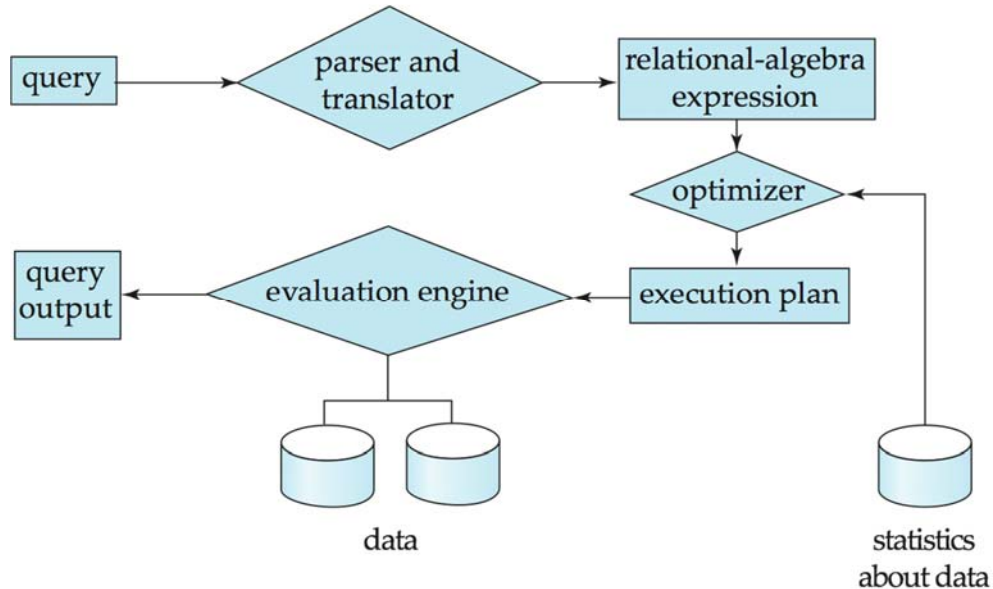 query
parser and
translator
relational-algebra
expression
optimizer
query
output
evaluation engine
execution plan
data
statistics
about data